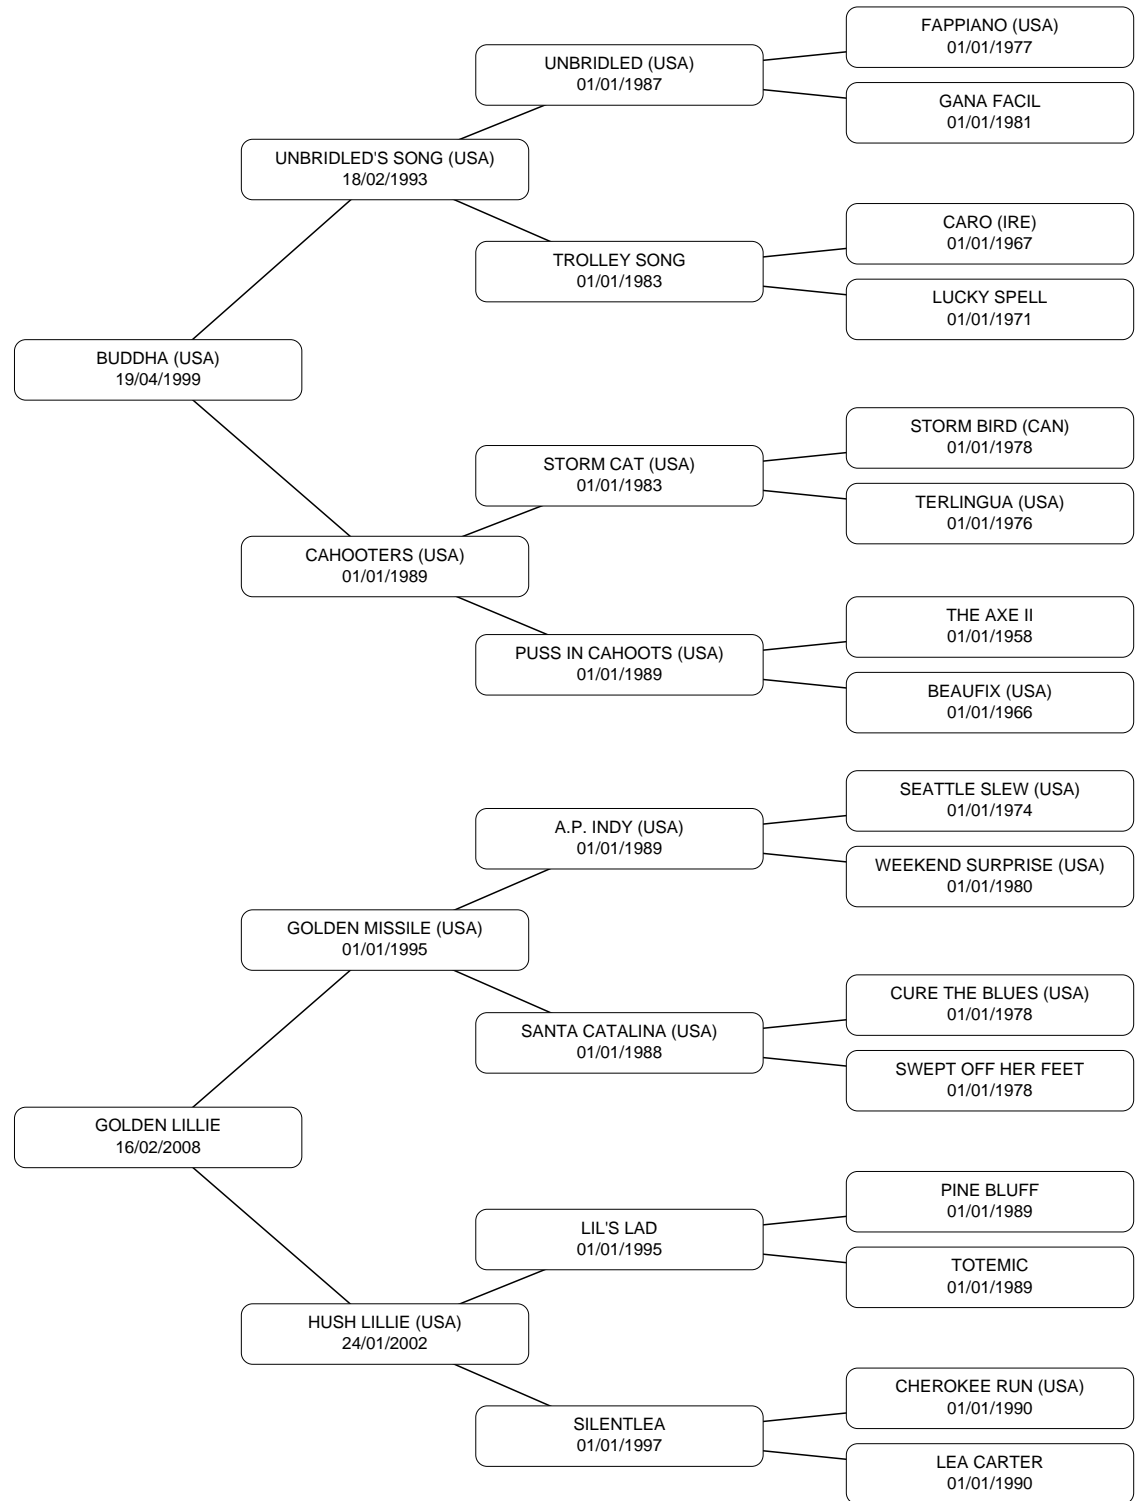 FAPPIANO (USA)
01/01/1977
UNBRIDLED (USA)
01/01/1987
GANA FACIL
01/01/1981
UNBRIDLED'S SONG (USA)
18/02/1993
CARO (IRE)
01/01/1967
TROLLEY SONG
01/01/1983
LUCKY SPELL
01/01/1971
BUDDHA (USA)
19/04/1999
STORM BIRD (CAN)
01/01/1978
STORM CAT (USA)
01/01/1983
TERLINGUA (USA)
01/01/1976
CAHOOTERS (USA)
01/01/1989
THE AXE II
01/01/1958
PUSS IN CAHOOTS (USA)
01/01/1989
BEAUFIX (USA)
01/01/1966
SEATTLE SLEW (USA)
01/01/1974
A.P. INDY (USA)
01/01/1989
WEEKEND SURPRISE (USA)
01/01/1980
GOLDEN MISSILE (USA)
01/01/1995
CURE THE BLUES (USA)
01/01/1978
SANTA CATALINA (USA)
01/01/1988
SWEPT OFF HER FEET
01/01/1978
GOLDEN LILLIE
16/02/2008
PINE BLUFF
01/01/1989
LIL'S LAD
01/01/1995
TOTEMIC
01/01/1989
HUSH LILLIE (USA)
24/01/2002
CHEROKEE RUN (USA)
01/01/1990
SILENTLEA
01/01/1997
LEA CARTER
01/01/1990